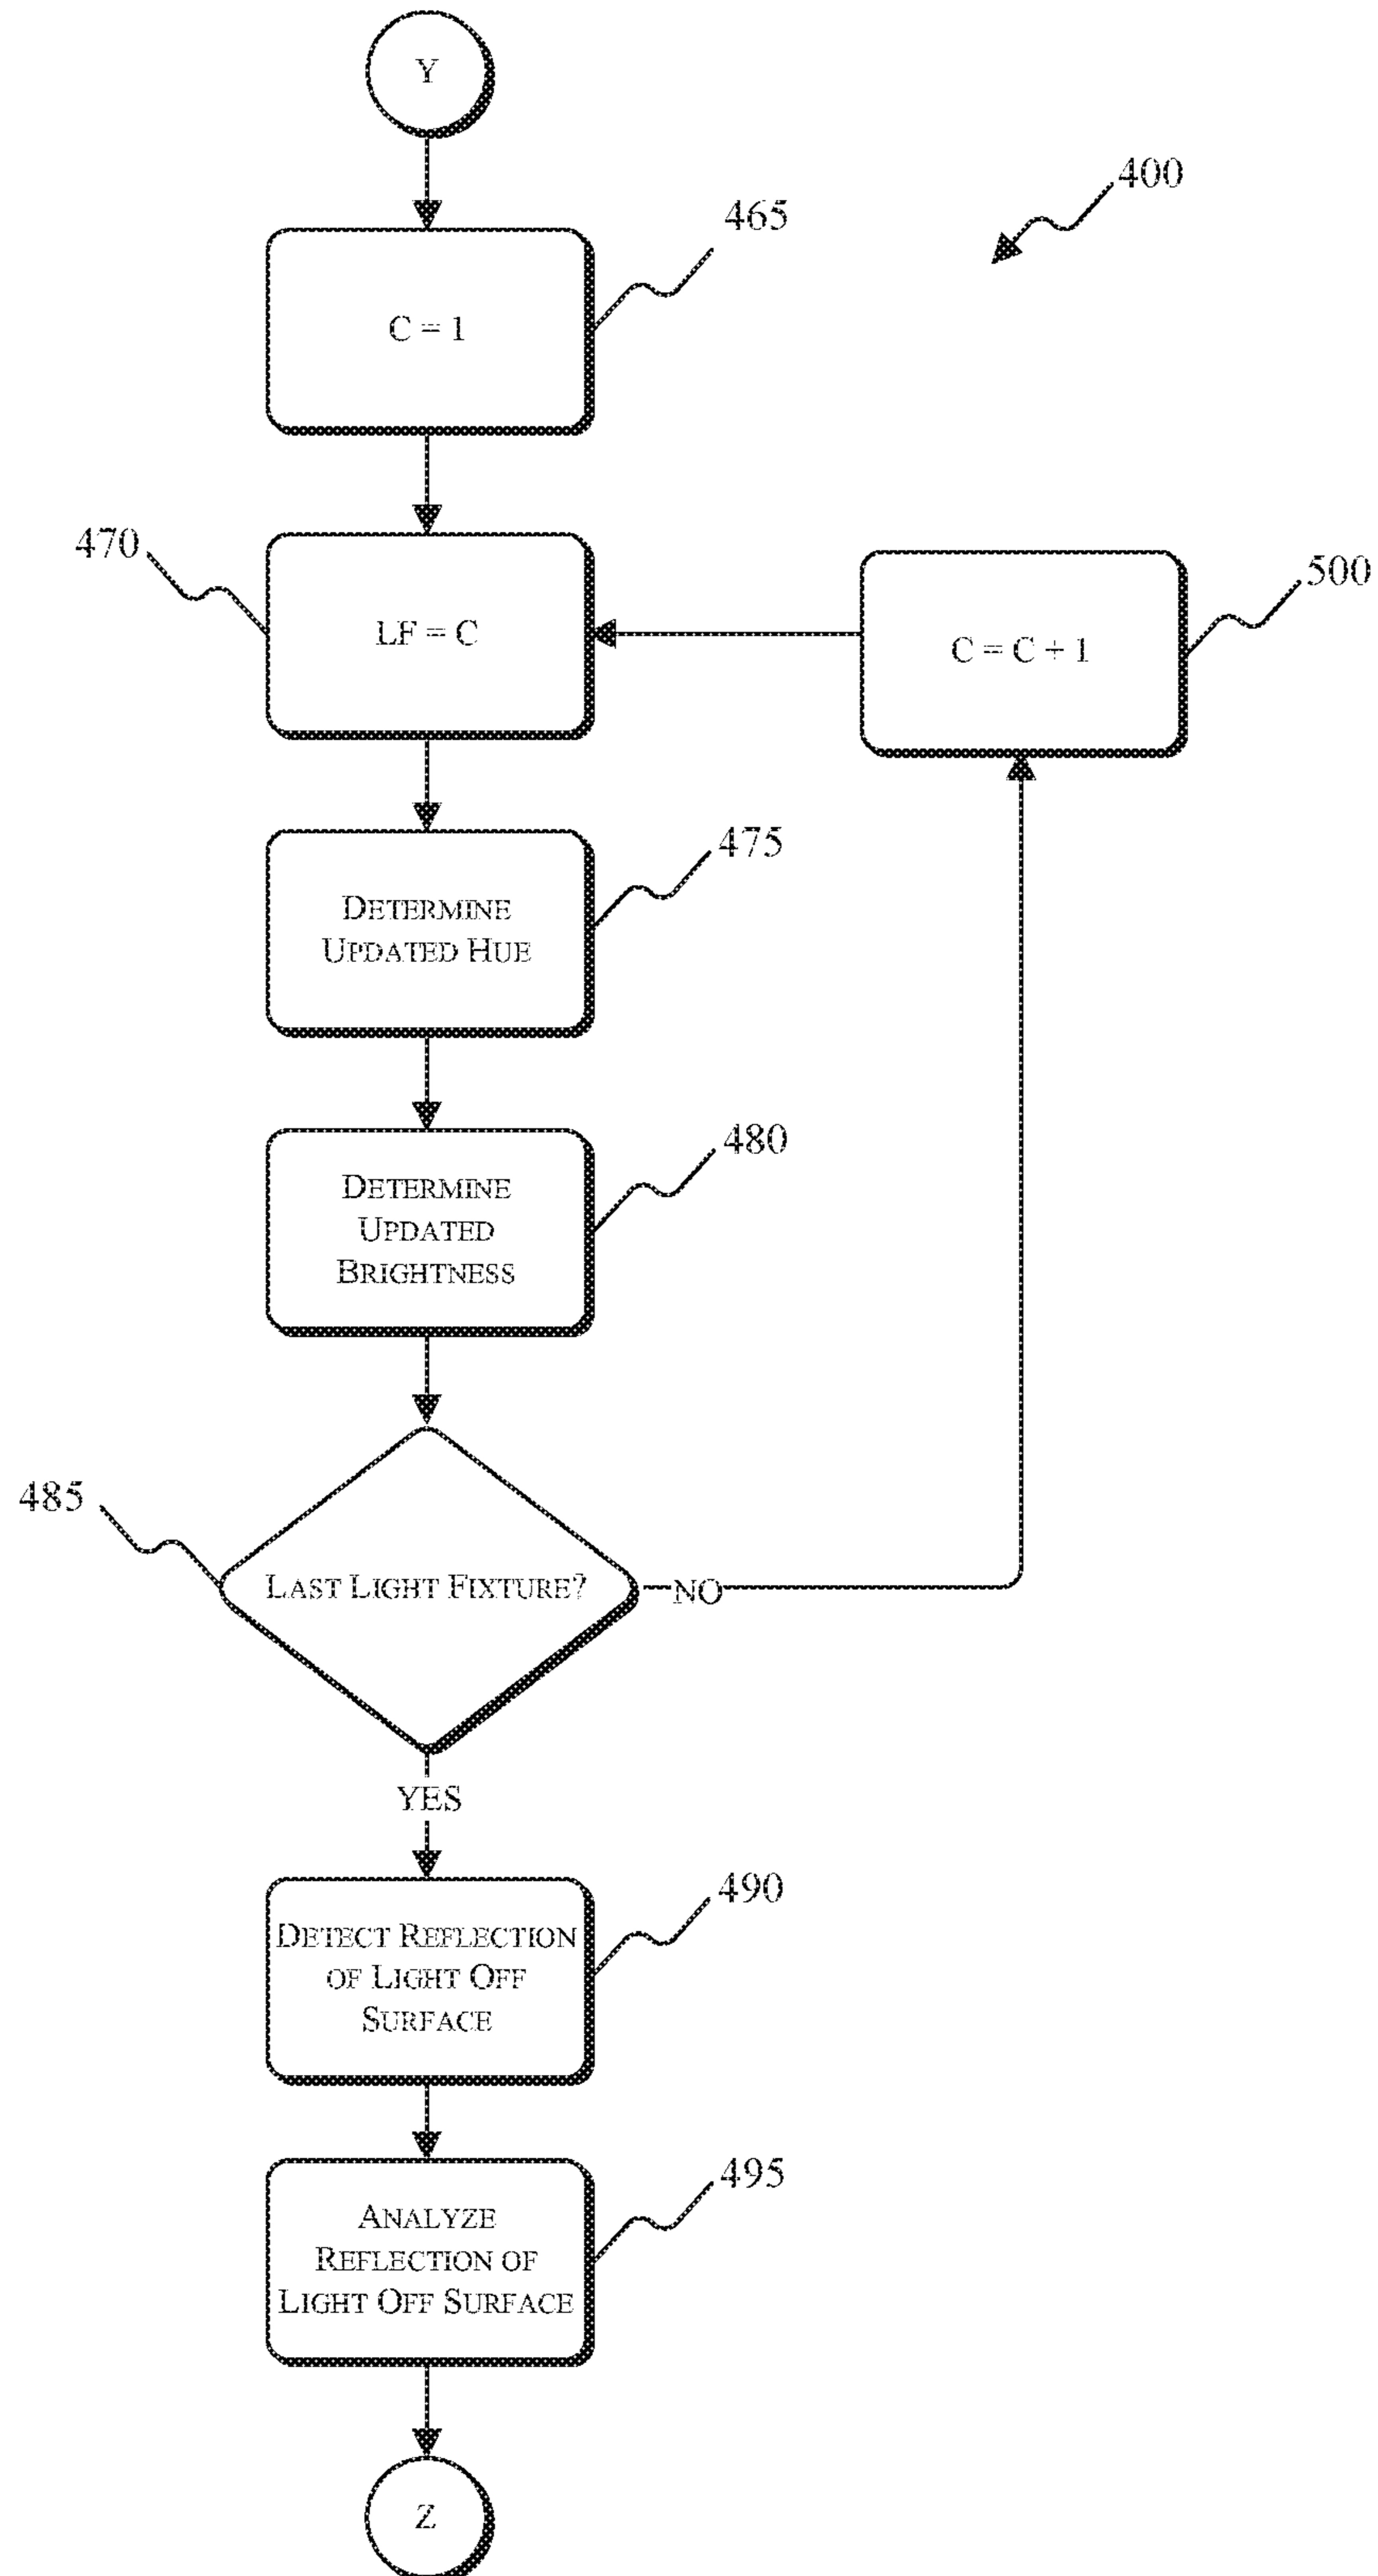 Y
400
465
C = 1
470
LF = C
500
C = C + 1
475
DETERMINE
UPDATED HUE
480
DETERMINE
UPDATED
BRIGHTNESS
485
LAST LIGHT FIXTURE?
NO
YES
490
DETECT REFLECTION
OF LIGHT OFF
SURFACE
495
ANALYZE
REFLECTION OF
LIGHT OFF SURFACE
Z